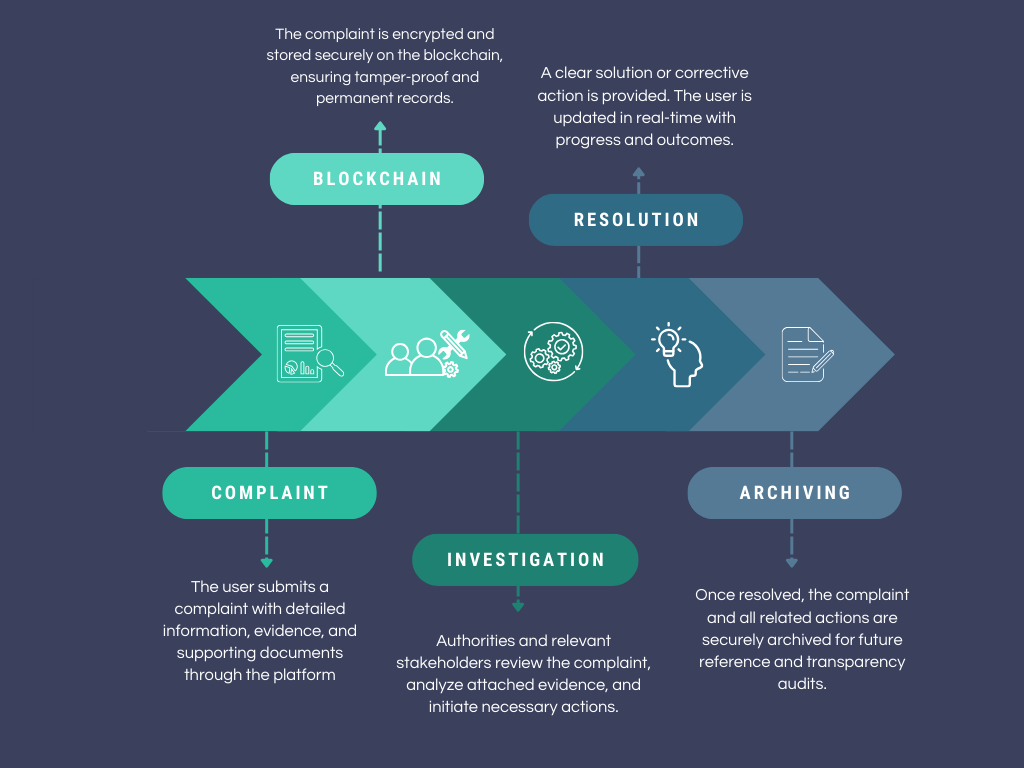 The complaint is encrypted and
stored securely on the blockchain,
ensuring tamper-proof and
permanent records.
BLOCKCHAIN
A clear solution or corrective
action is provided. The user is
updated in real-time with
progress and outcomes.
RESOLUTION
COMPLAINT
The user submits a
complaint with detailed
information, evidence, and
supporting documents
through the platform
INVESTIGATION
Authorities and relevant
stakeholders review the complaint,
analyze attached evidence, and
initiate necessary actions.
ARCHIVING
Once resolved, the complaint
and all related actions are
securely archived for future
reference and transparency
audits.